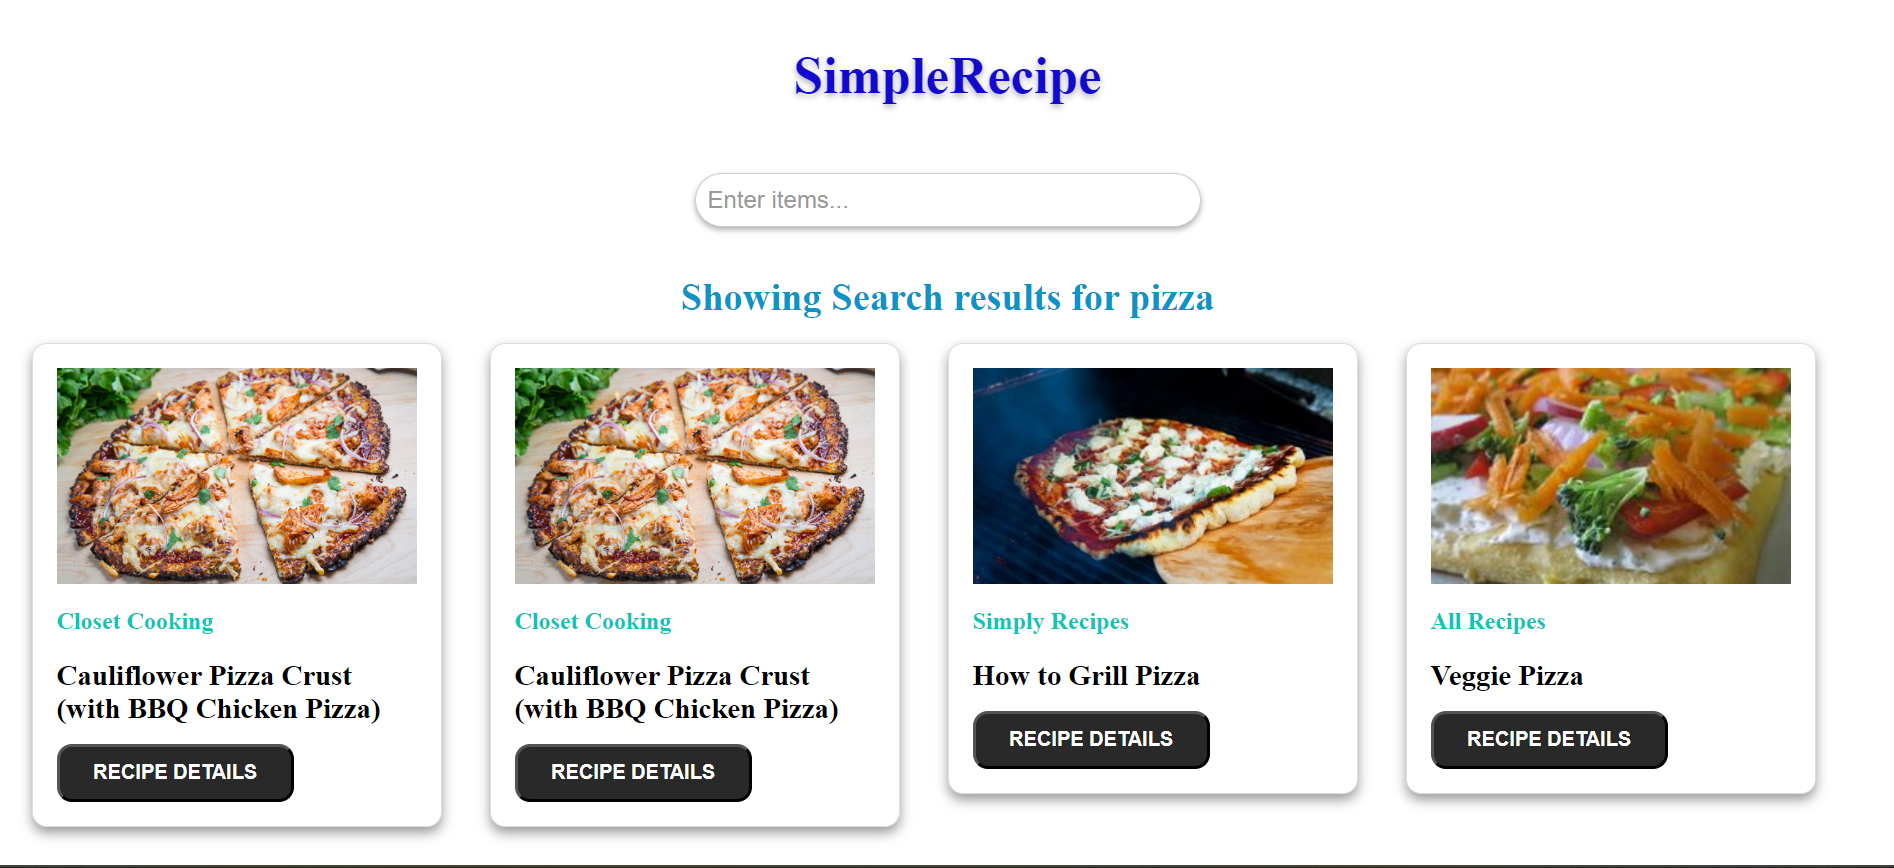 SimpleRecipe
Enter items...
Showing Search results for pizza
Closet Cooking
Cauliflower Pizza Crust
(with BBQ Chicken Pizza)
RECIPE DETAILS
Closet Cooking
Cauliflower Pizza Crust
(with BBQ Chicken Pizza)
RECIPE DETAILS
Simply Recipes
How to Grill Pizza
RECIPE DETAILS
All Recipes
Veggie Pizza
RECIPE DETAILS